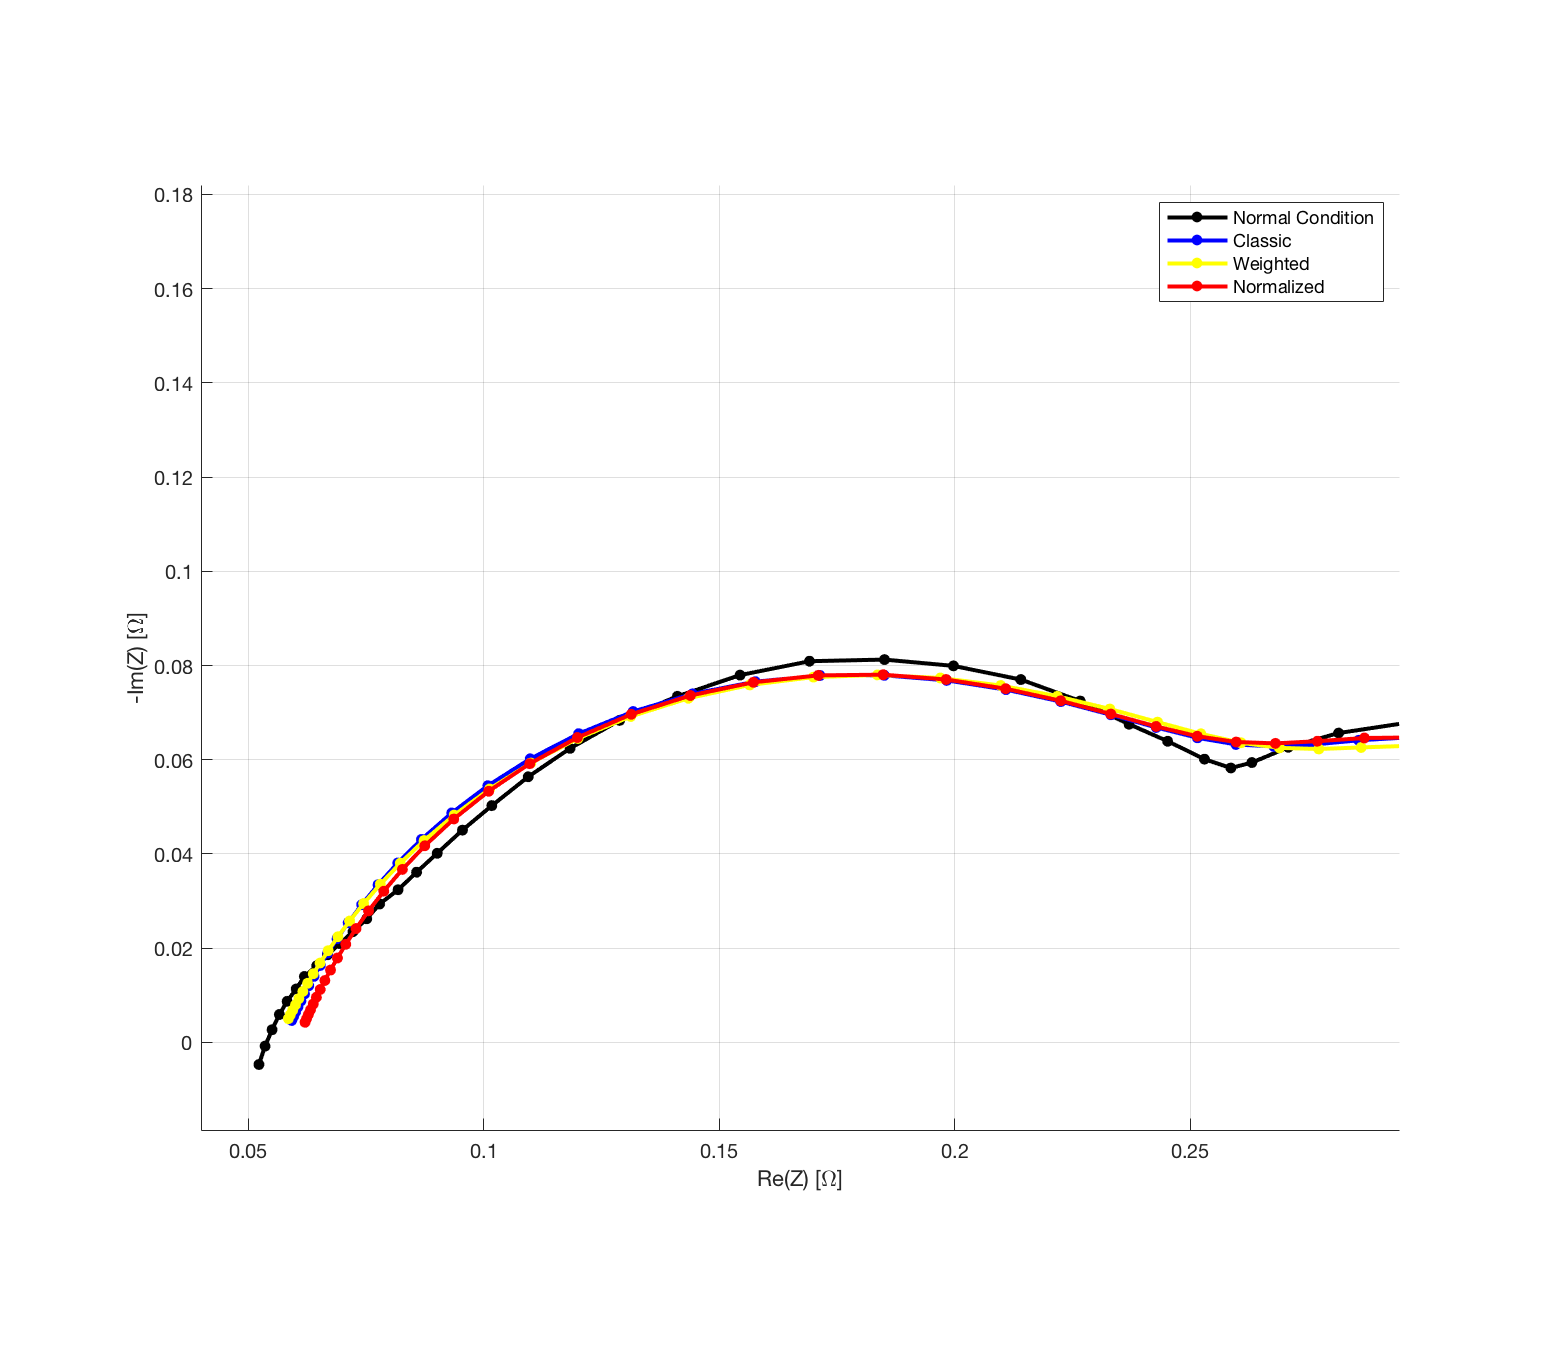 Normal Condition
Classic
Weighted
Normalized
0.18
0.16
0.14
0.12
0.1
0.08
0.06
0.04
0.02
0
-Im(Z) [Ω]
0.05 0.1 0.15 0.2 0.25
Re(Z) [Ω]